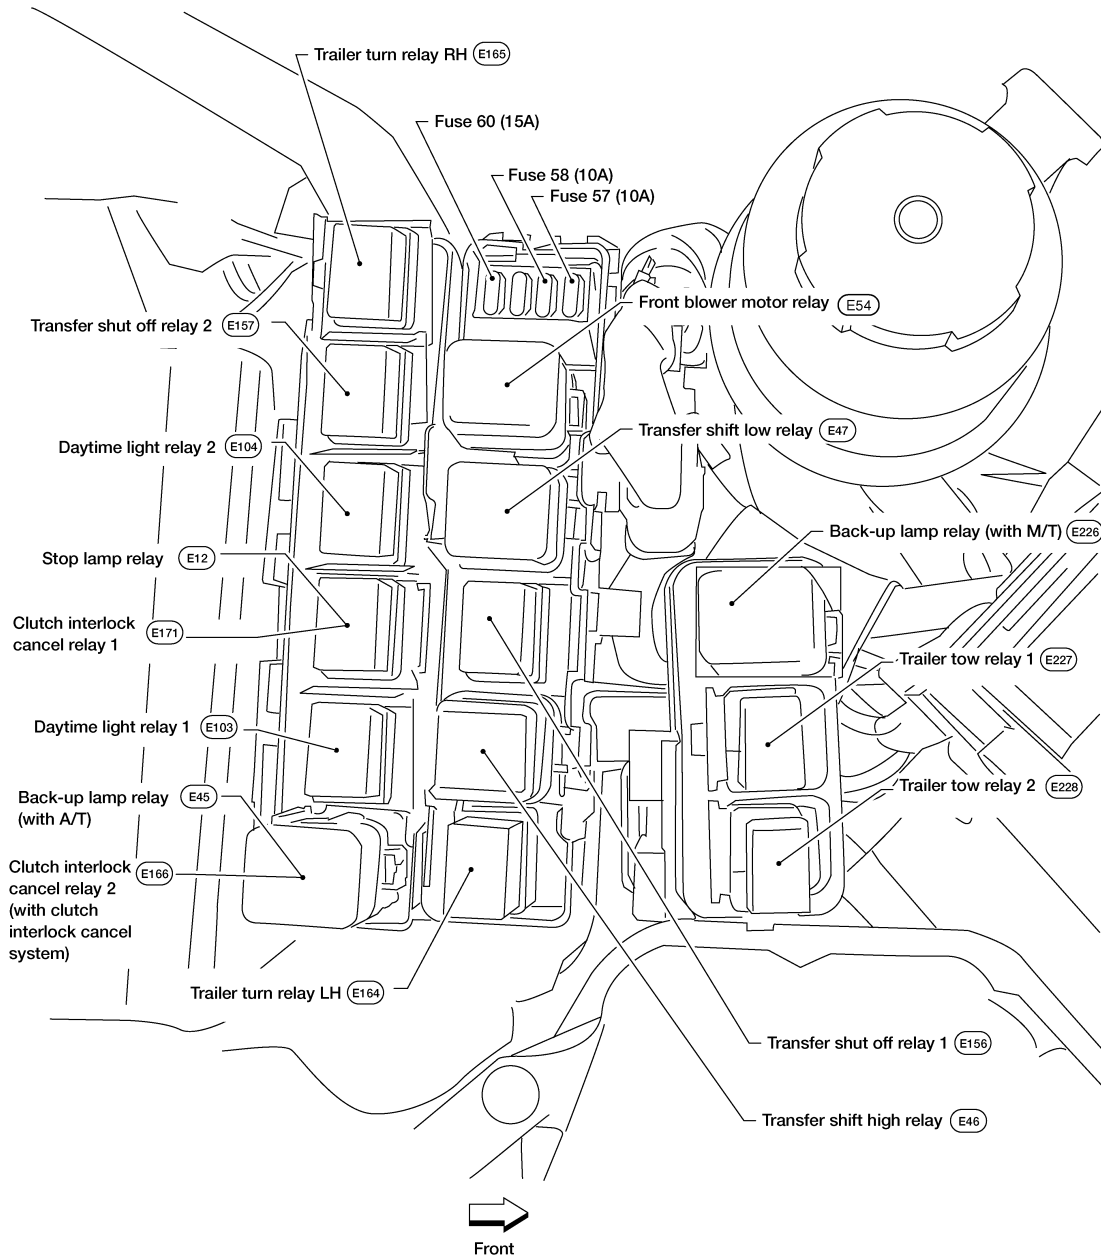 Trailer turn relay RH E165
Fuse 60 (15A)
Fuse 58 (10A)
Fuse 57 (10A)
Front blower motor relay E54
Transfer shut off relay 2 E157
Transfer shift low relay E47
Daytime light relay 2 E104
Back-up lamp relay (with M/T) E226
Stop lamp relay E12
Clutch interlock
cancel relay 1
E171
Trailer tow relay 1 E227
Daytime light relay 1 E103
Trailer tow relay 2 E228
Back-up lamp relay E45
(with A/T)
Clutch interlock
cancel relay 2
(with clutch
interlock cancel
system)
E166
Trailer turn relay LH E164
Transfer shut off relay 1 E156
Transfer shift high relay E46
Front